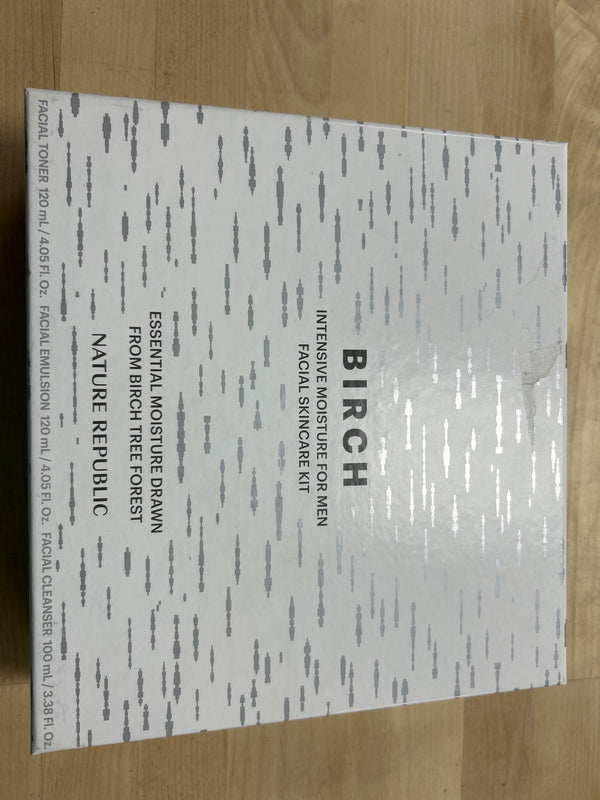 BIRCH
INTENSIVE MOISTURE FOR MEN
FACIAL SKINCARE KIT
ESSENTIAL MOISTURE DRAWN
FROM BIRCH TREE FOREST
NATURE REPUBLIC
FACIAL TONER 120 mL / 4.05 Fl. Oz. FACIAL EMULSION 120 mL / 4.05 Fl. Oz. FACIAL CLEANSER 100 mL / 3.38 Fl. Oz.